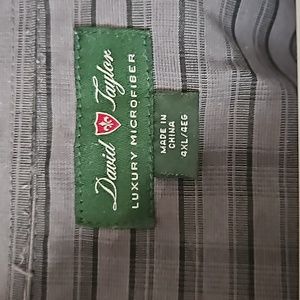 David Taylor
LUXURY MICROFIBER
MADE IN
CHINA
4XL/4EG